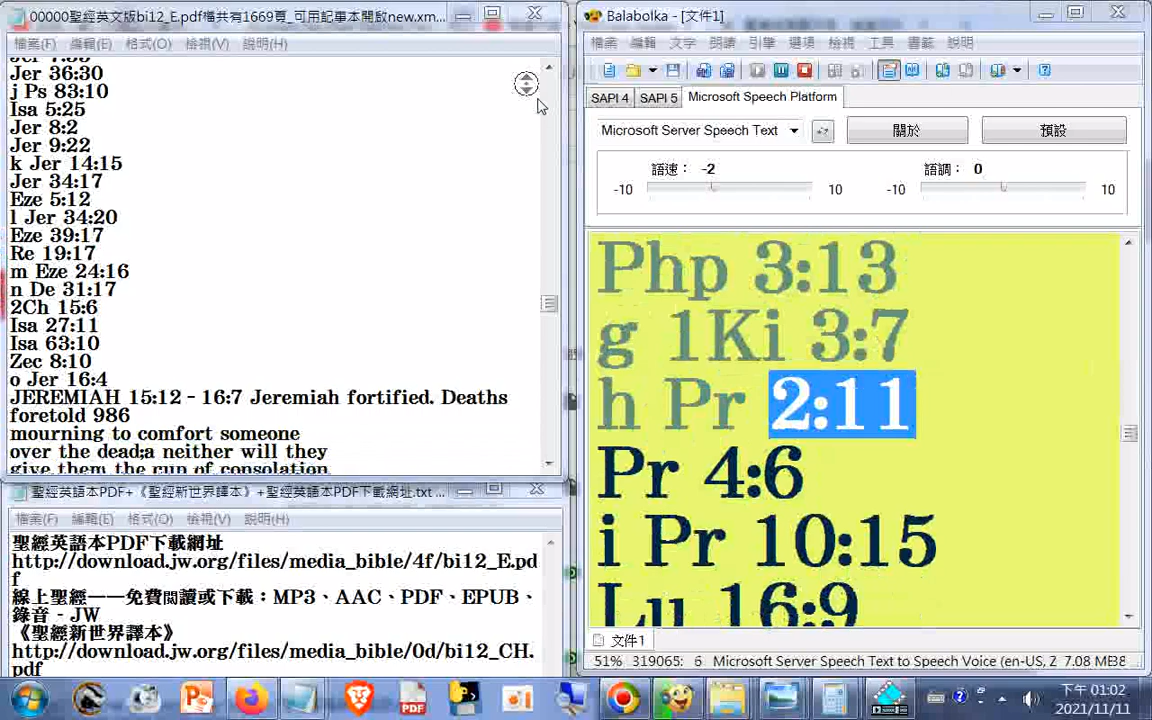 00000聖經英文版bi12_E.pdf檔共有1669頁_可用記事本開啟new.xm...
檔案(F) 編輯(E) 格式(O) 檢視(V) 說明(H)
Jer 36:30
j Ps 83:10
Isa 5:25
Jer 8:2
Jer 9:22
k Jer 14:15
Jer 34:17
Eze 5:12
l Jer 34:20
Eze 39:17
Re 19:17
m Eze 24:16
n De 31:17
2Ch 15:6
Isa 27:11
Isa 63:10
Zec 8:10
o Jer 16:4
JEREMIAH 15:12 - 16:7 Jeremiah fortified. Deaths
foretold 986
mourning to comfort someone
over the dead;a neither will they
give them the cup of consolation
聖經英語本PDF+《聖經新世界譯本》+聖經英語本PDF下載網址.txt ...
檔案(F) 編輯(E) 格式(O) 檢視(V) 說明(H)
聖經英語本PDF下載網址
http://download.jw.org/files/media_bible/4f/bi12_E.pd
f
線上聖經——免費閱讀或下載：MP3、AAC、PDF、EPUB、
錄音 - JW
《聖經新世界譯本》
http://download.jw.org/files/media_bible/0d/bi12_CH.
pdf
Balabolka - [文件1]
檔案 編輯 文字 朗讀 引擎 選項 檢視 工具 書籤 說明
SAPI 4 SAPI 5 Microsoft Speech Platform
Microsoft Server Speech Text 關於 預設
語速： -2 語調： 0
-10 10 -10 10
Php 3:13
g 1Ki 3:7
h Pr 2:11
Pr 4:6
i Pr 10:15
Lu 16:9
文件1
51% 319065: 6 Microsoft Server Speech Text to Speech Voice (en-US, 2 7.08 MB
下午 01:02
2021/11/11